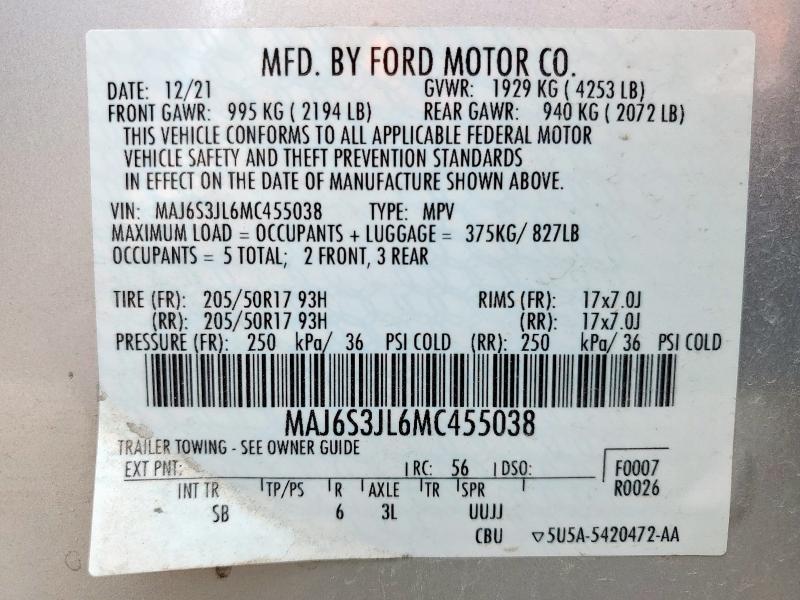 MFD. BY FORD MOTOR CO.
DATE: 12/21 GVWR: 1929 KG ( 4253 LB)
FRONT GAWR: 995 KG ( 2194 LB) REAR GAWR: 940 KG ( 2072 LB)
THIS VEHICLE CONFORMS TO ALL APPLICABLE FEDERAL MOTOR
VEHICLE SAFETY AND THEFT PREVENTION STANDARDS
IN EFFECT ON THE DATE OF MANUFACTURE SHOWN ABOVE.
VIN: MAJ6S3JL6MC455038 TYPE: MPV
MAXIMUM LOAD = OCCUPANTS + LUGGAGE = 375KG/ 827LB
OCCUPANTS = 5 TOTAL; 2 FRONT, 3 REAR
TIRE (FR): 205/50R17 93H RIMS (FR): 17x7.0J
(RR): 205/50R17 93H (RR): 17x7.0J
PRESSURE (FR): 250 kPa/ 36 PSI COLD (RR): 250 kPa/ 36 PSI COLD
MAJ6S3JL6MC455038
TRAILER TOWING - SEE OWNER GUIDE
EXT PNT: RC: 56 DSO: F0007
R0026
INT TR TP/PS R AXLE TR SPR
SB 6 3L UUJJ
CBU ▽5U5A-5420472-AA